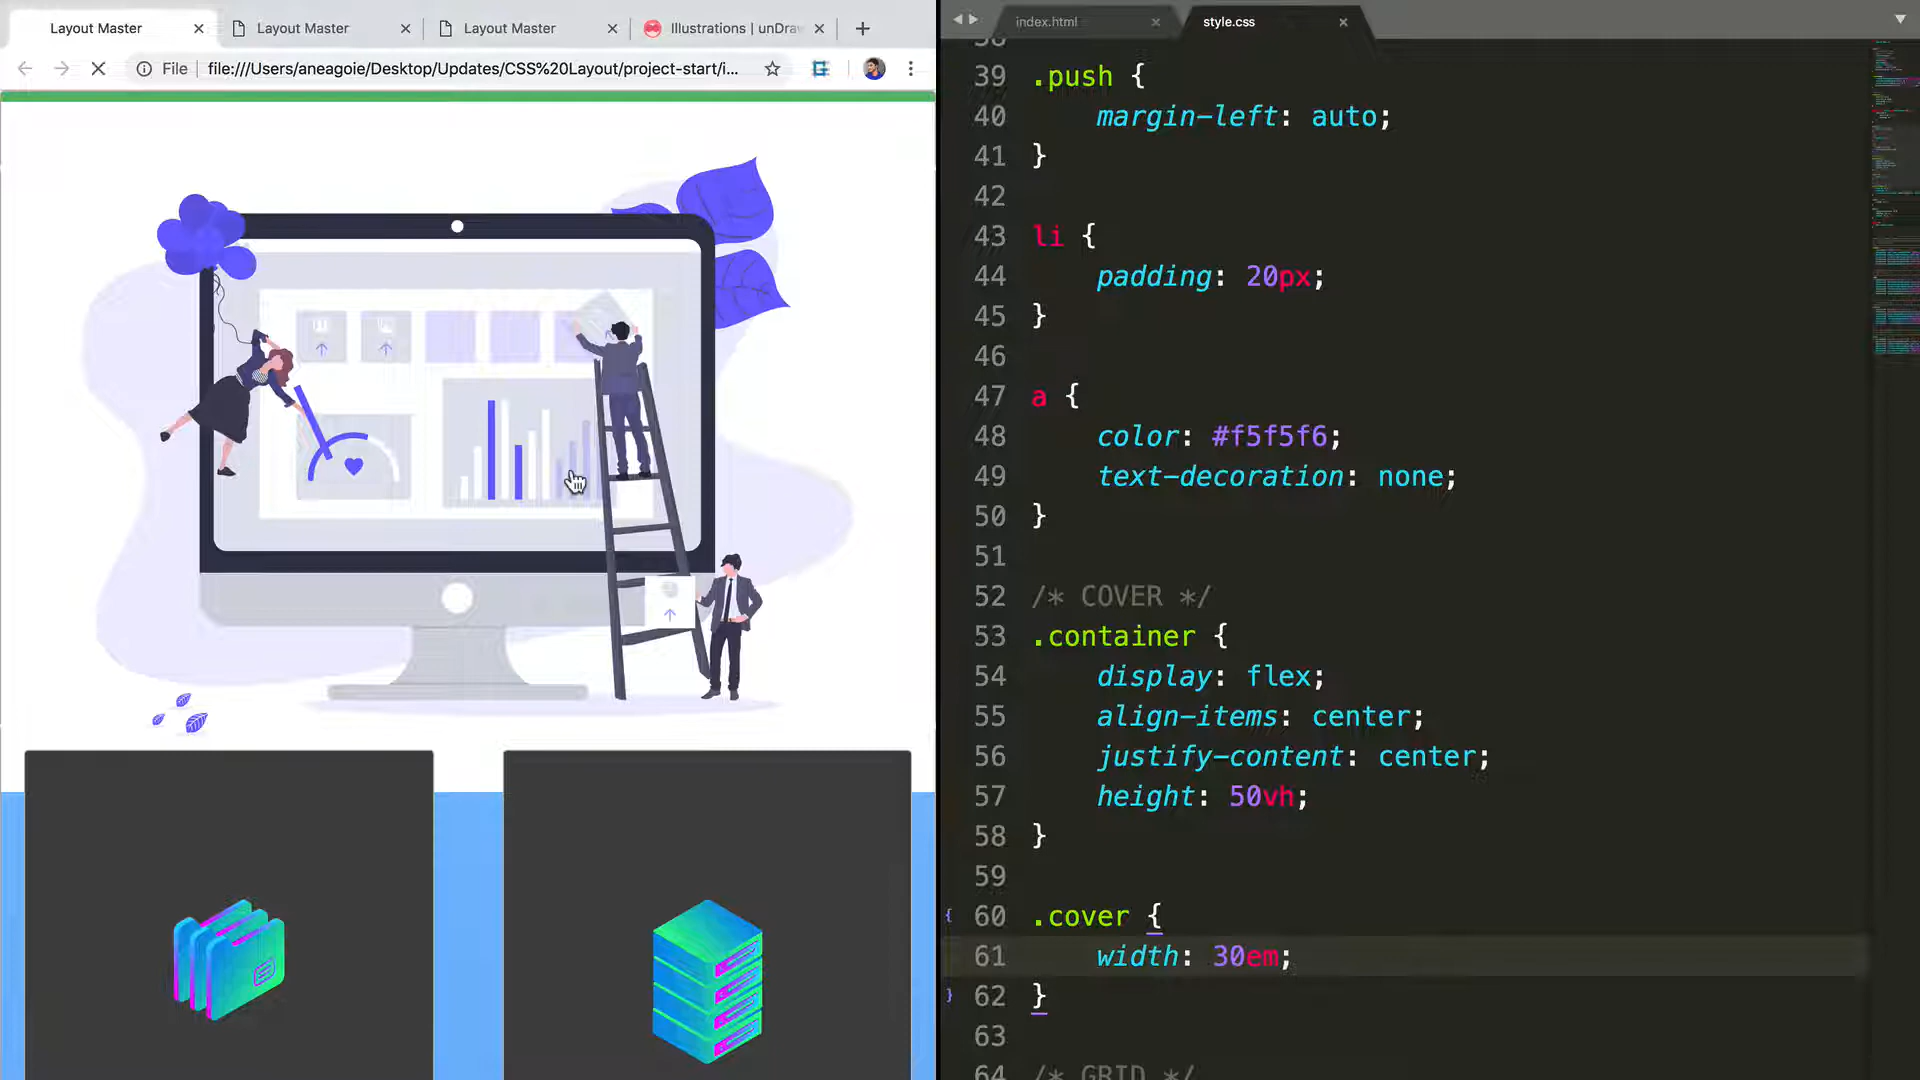 Layout Master
Layout Master
Layout Master
Illustrations | unDraw
File
file:///Users/aneagoie/Desktop/Updates/CSS%20Layout/project-start/i...
index.html
style.css
38
39 .push {
40 margin-left: auto;
41 }
42
43 li {
44 padding: 20px;
45 }
46
47 a {
48 color: #f5f5f6;
49 text-decoration: none;
50 }
51
52 /* COVER */
53 .container {
54 display: flex;
55 align-items: center;
56 justify-content: center;
57 height: 50vh;
58 }
59
{ 60 .cover {
61 width: 30em;
} 62 }
63
64 /* GRID */